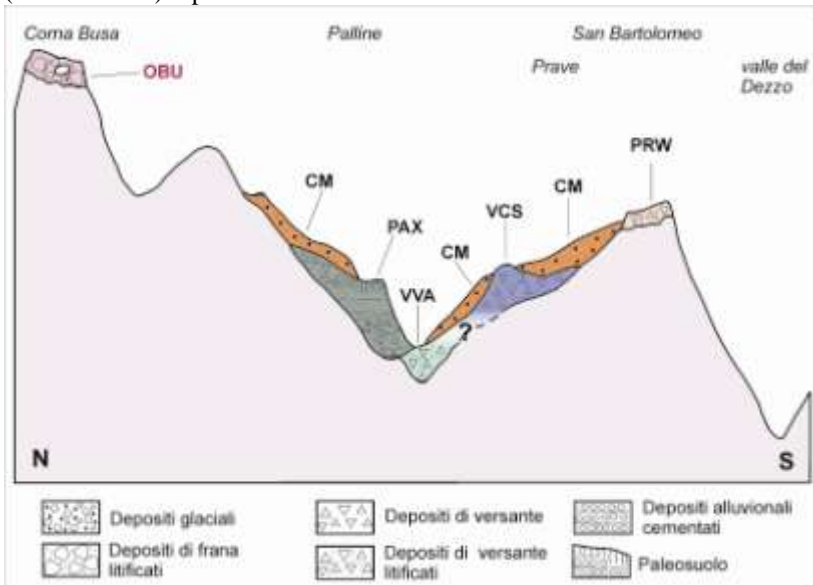 Corna Busa
Palline
San Bartolomeo
Prave
valle del
Dezzo
OBU
PRW
CM
CM
VCS
PAX
CM
VVA
?
N
S
Depositi glaciali
Depositi di versante
Depositi alluvionali
cementati
Depositi di frana
litificati
Depositi di versante
litificati
Paleosuolo